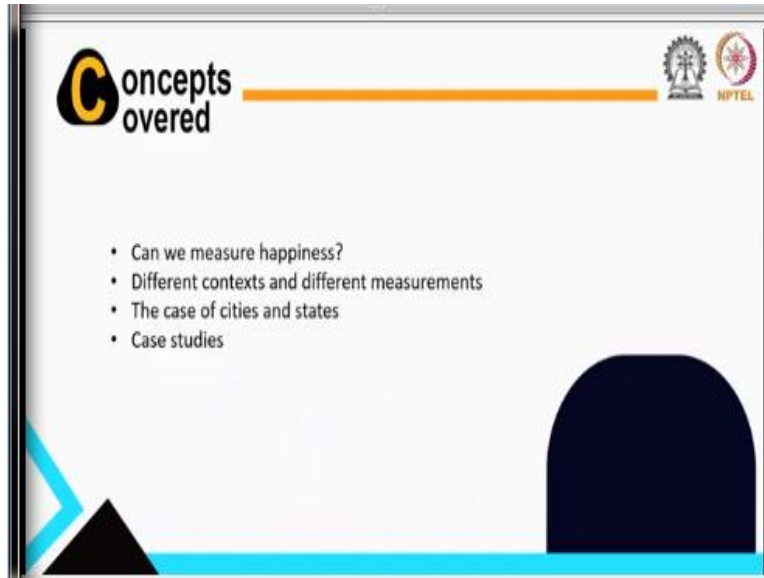 Concepts
Covered
NPTEL
• Can we measure happiness?
• Different contexts and different measurements
• The case of cities and states
• Case studies